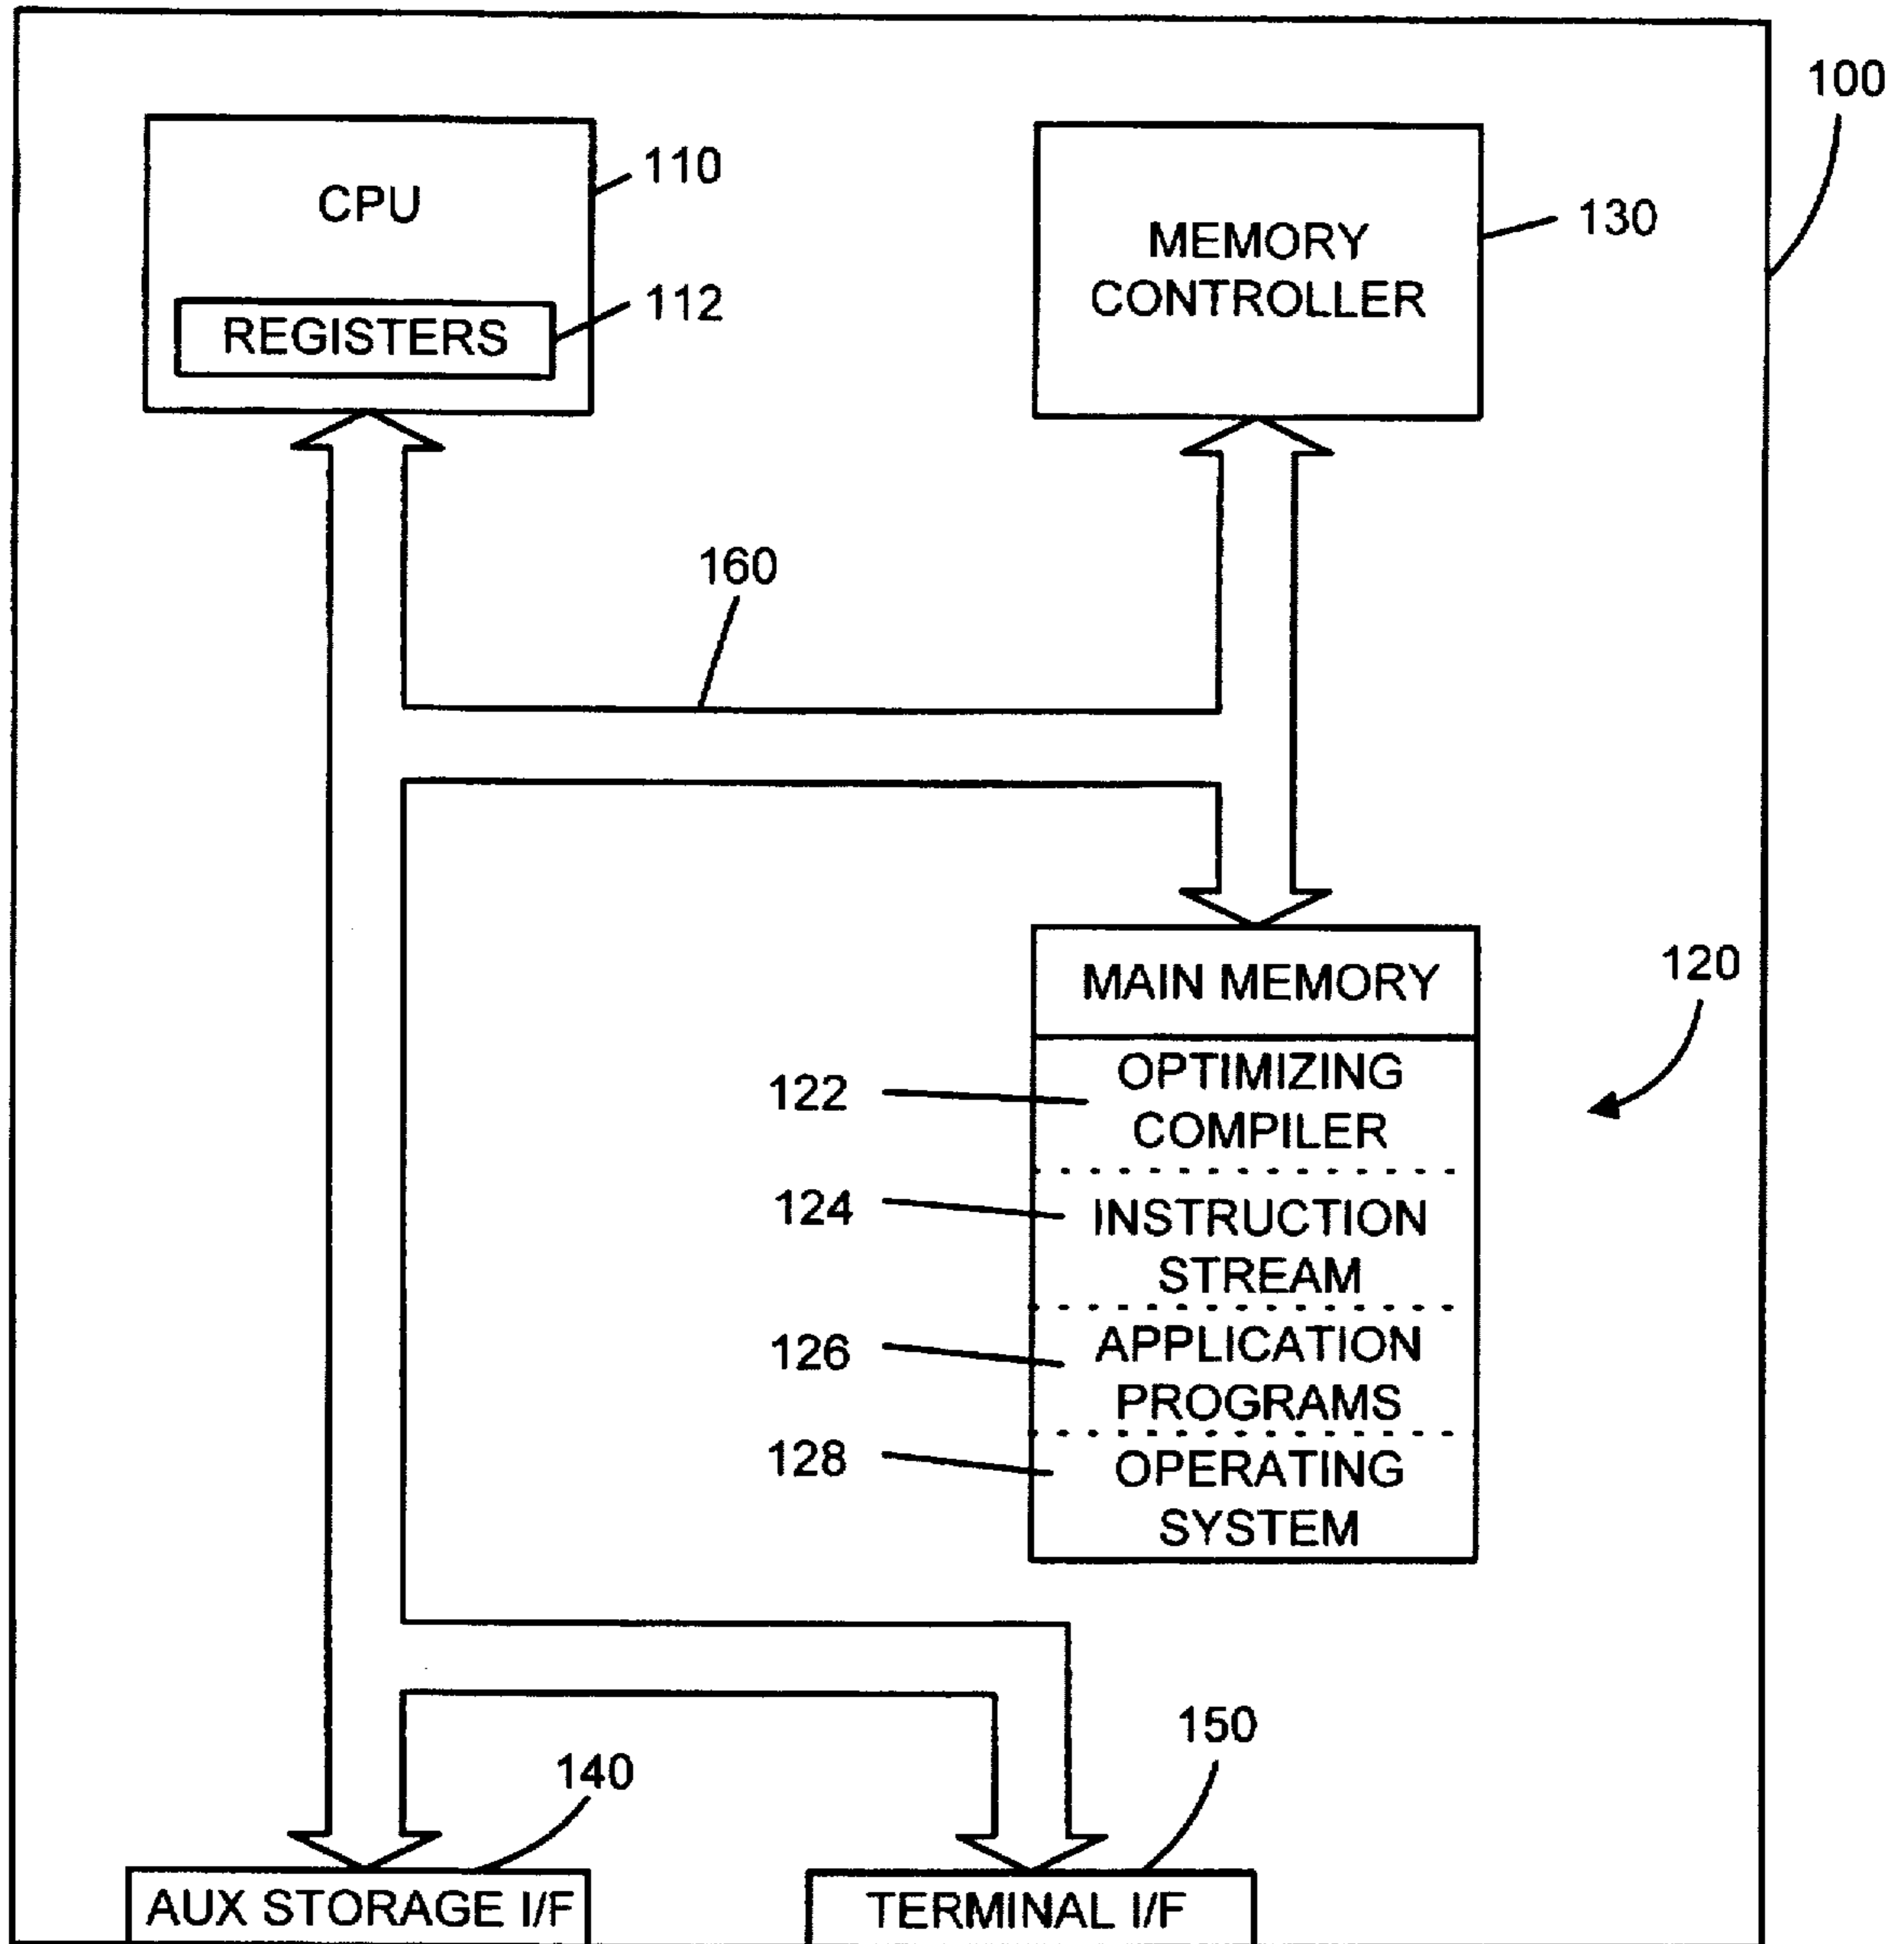 100
CPU
110
REGISTERS
112
MEMORY
CONTROLLER
130
160
MAIN MEMORY
120
122
OPTIMIZING
COMPILER
124
INSTRUCTION
STREAM
126
APPLICATION
PROGRAMS
128
OPERATING
SYSTEM
140
150
AUX STORAGE I/F
TERMINAL I/F